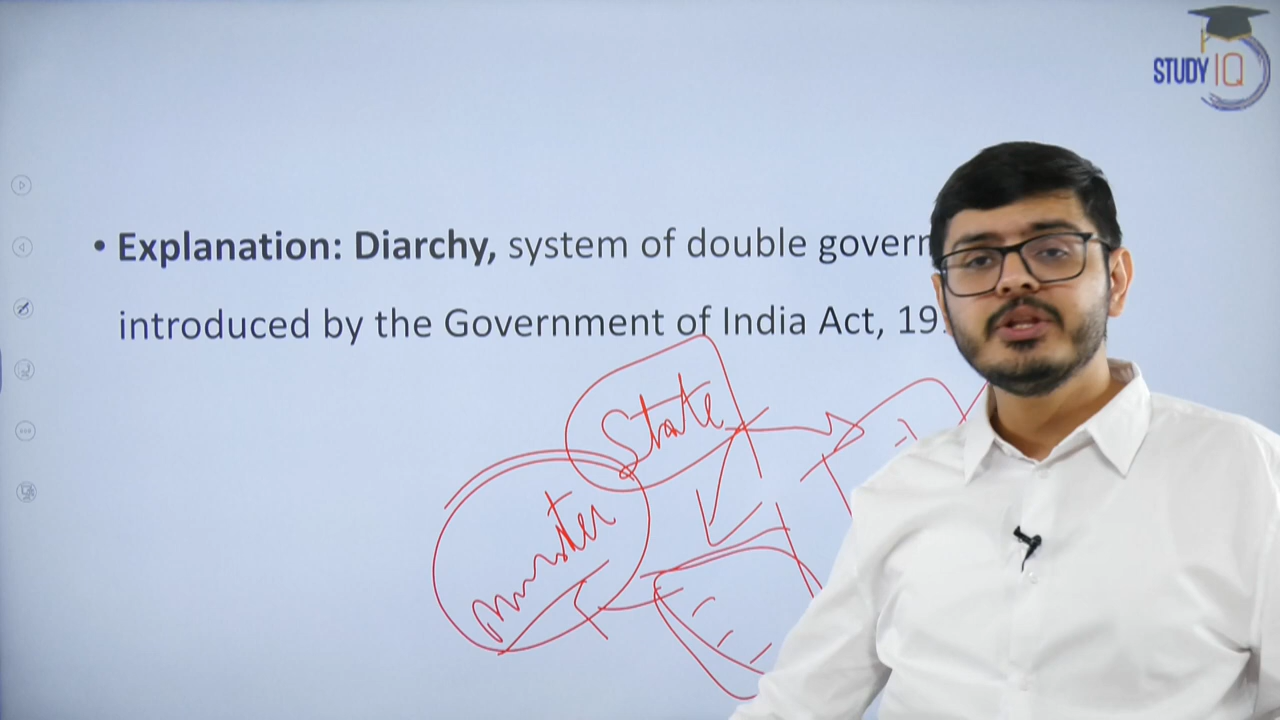 STUDY IQ
• Explanation: Diarchy, system of double govern
introduced by the Government of India Act, 19
State
minister